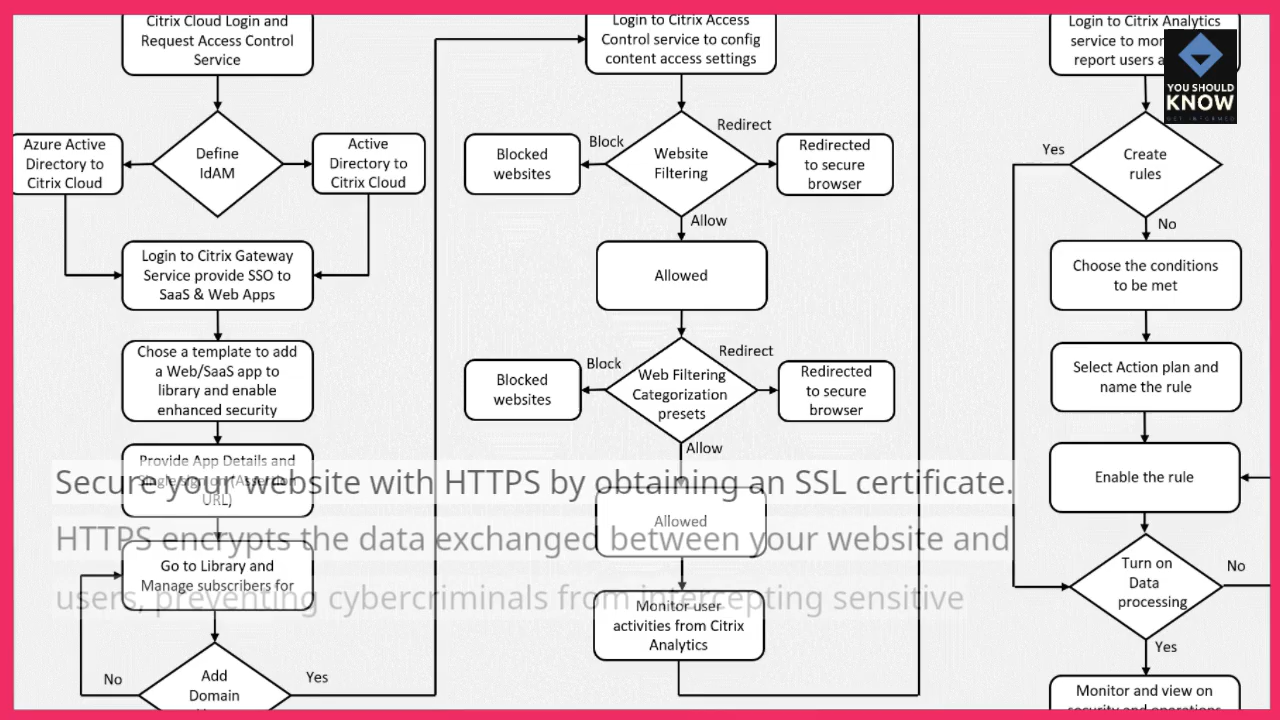 Citrix Cloud Login and
Request Access Control
Service
Azure Active
Directory to
Citrix Cloud
Define
IdAM
Active
Directory to
Citrix Cloud
Login to Citrix Gateway
Service provide SSO to
SaaS & Web Apps
Chose a template to add
a Web/SaaS app to
library and enable
enhanced security
Provide App Details and
URL)
Go to Library and
Manage subscribers for
No
Add
Domain
Yes
Login to Citrix Access
Control service to config
content access settings
Block
Website
Filtering
Redirect
Blocked
websites
Redirected
to secure
browser
Allow
Allowed
Block
Web Filtering
Categorization
presets
Redirect
Blocked
websites
Redirected
to secure
browser
Allow
Allowed
Monitor user
activities from Citrix
Analytics
Login to Citrix Analytics
service to
report users
YOU SHOULD
KNOW
GET INFORMED
Yes
Create
rules
No
Choose the conditions
to be met
Select Action plan and
name the rule
Enable the rule
Turn on
Data
processing
No
Yes
Monitor and view on
security and operations
Secure your website with HTTPS by obtaining an SSL certificate.
HTTPS encrypts the data exchanged between your website and
users, preventing cybercriminals from intercepting sensitive